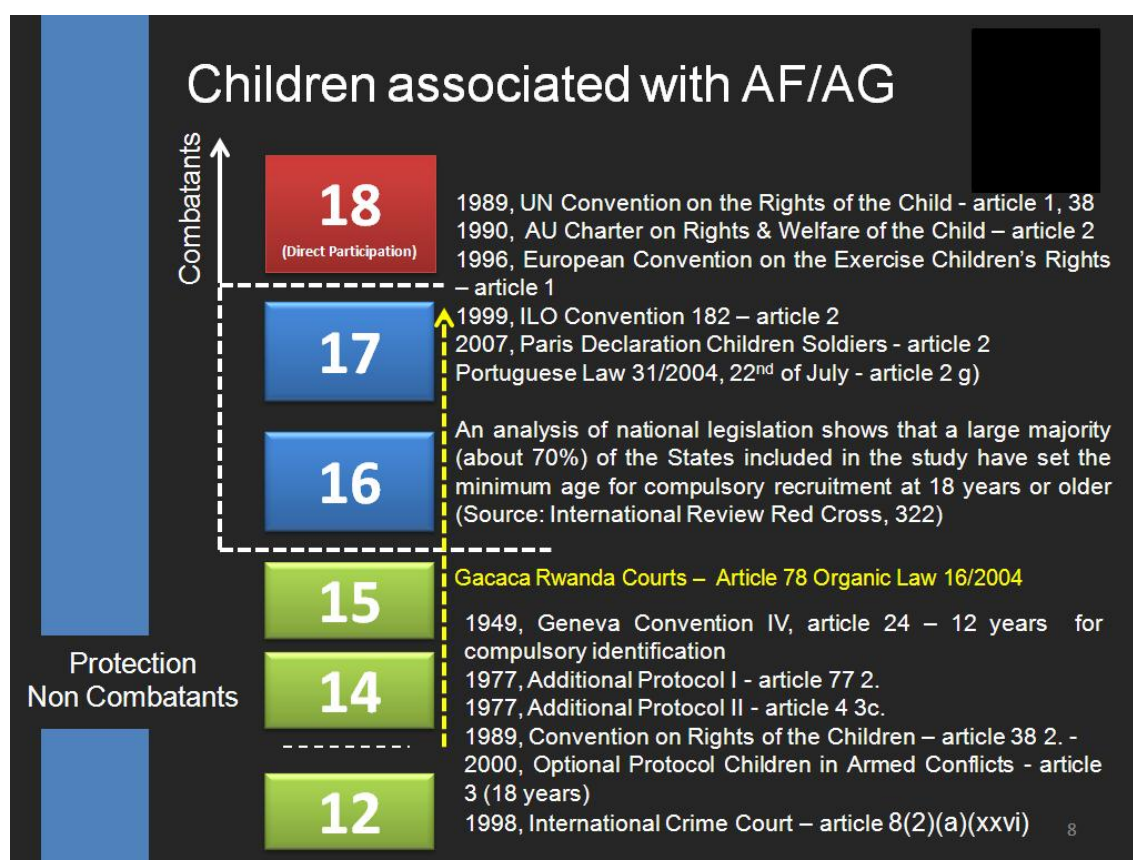 Children associated with AF/AG
Combatants
18
(Direct Participation)
17
16
15
14
12
Protection
Non Combatants
1989, UN Convention on the Rights of the Child - article 1, 38
1990, AU Charter on Rights & Welfare of the Child – article 2
1996, European Convention on the Exercise Children's Rights
– article 1
1999, ILO Convention 182 – article 2
2007, Paris Declaration Children Soldiers - article 2
Portuguese Law 31/2004, 22nd of July - article 2 g)
An analysis of national legislation shows that a large majority
(about 70%) of the States included in the study have set the
minimum age for compulsory recruitment at 18 years or older
(Source: International Review Red Cross, 322)
Gacaca Rwanda Courts – Article 78 Organic Law 16/2004
1949, Geneva Convention IV, article 24 – 12 years for
compulsory identification
1977, Additional Protocol I - article 77 2.
1977, Additional Protocol II - article 4 3c.
1989, Convention on Rights of the Children – article 38 2. -
2000, Optional Protocol Children in Armed Conflicts - article
3 (18 years)
1998, International Crime Court – article 8(2)(a)(xxvi)
8